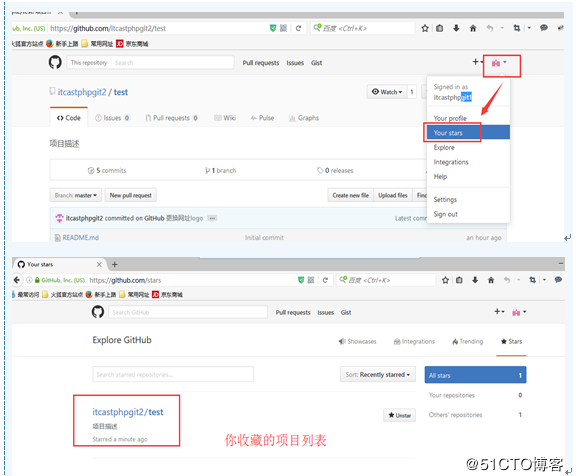 GitHub, Inc. (US)
https://github.com/itcastphpgit2/test
百度 <Ctrl+K>
火狐官方站点 新手上路 常用网址 JD 京东商城
This repository
Search
Pull requests Issues Gist
itcastphpgit2 / test
Watch 1
Code
Issues 0
Pull requests 0
Wiki
Pulse
Graphs
项目描述
5 commits
1 branch
0 releases
Branch: master
New pull request
Create new file
Upload files
itcastphpgit2 committed on GitHub 更换网址logo
README.md
Initial commit
an hour ago
Signed in as
itcastphpgit1
Your profile
Your stars
Explore
Integrations
Help
Settings
Sign out
Your stars
GitHub, Inc. (US)
https://github.com/stars
百度 <Ctrl+K>
最常访问 火狐官方站点 新手上路 常用网址 JD 京东商城
Search GitHub
Pull requests Issues Gist
Explore GitHub
Showcases
Integrations
Trending
Stars
Search starred repositories...
Sort: Recently starred
All stars 1
Your repositories 0
Others' repositories 1
itcastphpgit2/test
项目描述
Starred a minute ago
Unstar
你收藏的项目列表
@51CTO博客